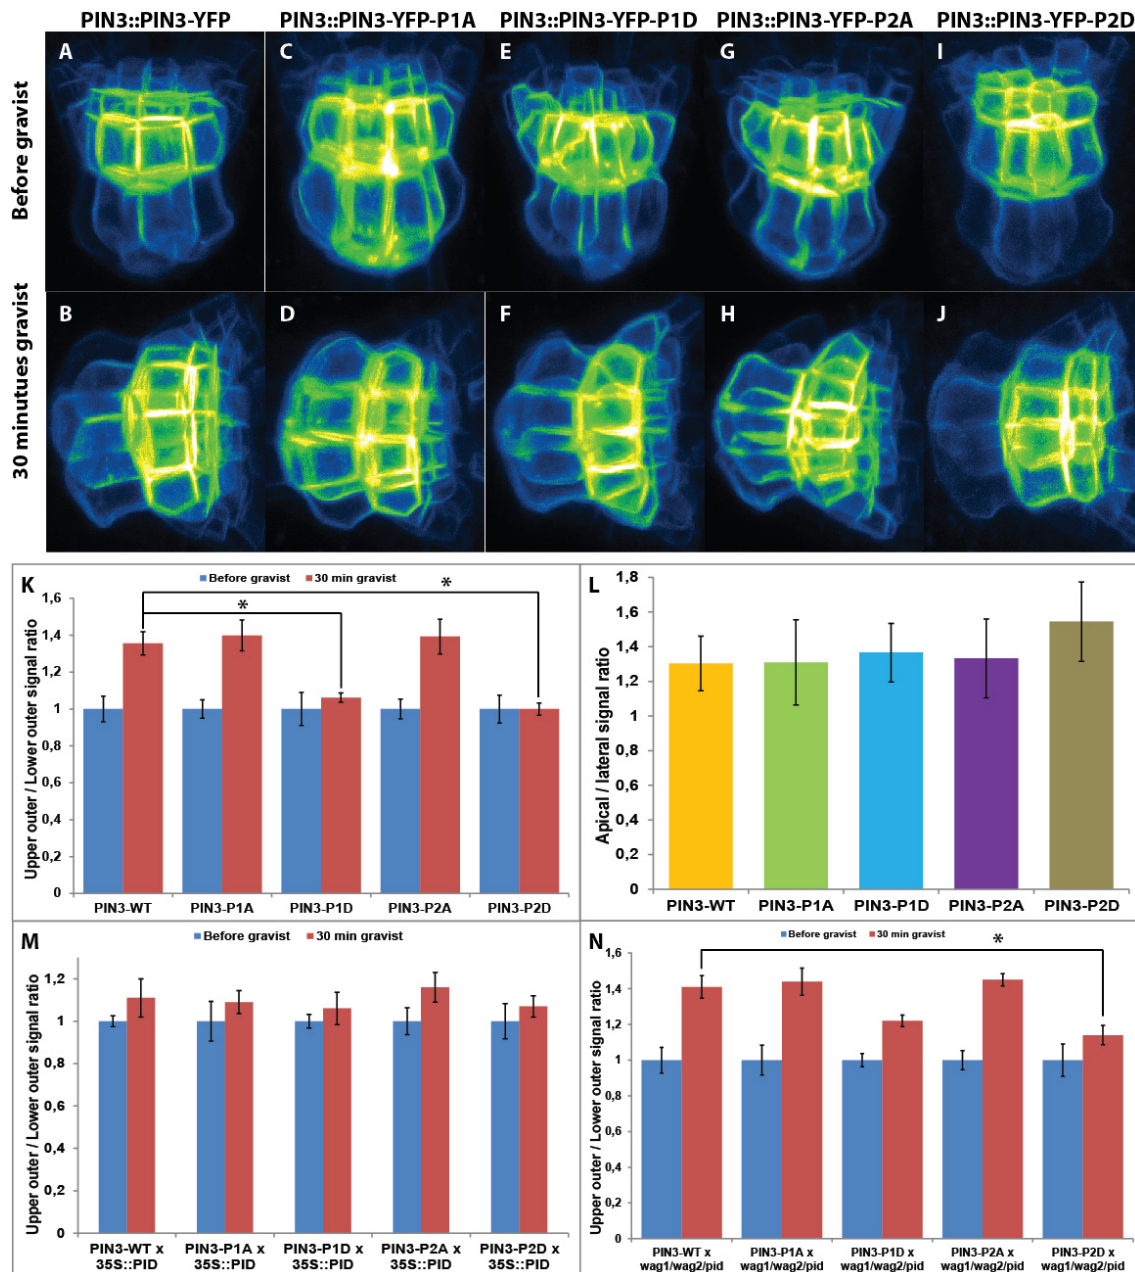 PIN3::PIN3-YFP PIN3::PIN3-YFP-P1A PIN3::PIN3-YFP-P1D PIN3::PIN3-YFP-P2A PIN3::PIN3-YFP-P2D
Before gravist
A C E G I
30 minutues gravist
B D F H J
K
Before gravist 30 min gravist
* *
Upper outer / Lower outer signal ratio
1,6
1,4
1,2
1
0,8
0,6
0,4
0,2
0
PIN3-WT PIN3-P1A PIN3-P1D PIN3-P2A PIN3-P2D
L
Apical / lateral signal ratio
1,8
1,6
1,4
1,2
1
0,8
0,6
0,4
0,2
0
PIN3-WT PIN3-P1A PIN3-P1D PIN3-P2A PIN3-P2D
M
Before gravist 30 min gravist
Upper outer / Lower outer signal ratio
1,2
1
0,8
0,6
0,4
0,2
0
PIN3-WT x PIN3-P1A x PIN3-P1D x PIN3-P2A x PIN3-P2D x
35S::PID 35S::PID 35S::PID 35S::PID 35S::PID
N
Before gravist 30 min gravist
*
Upper outer / Lower outer signal ratio
1,6
1,4
1,2
1
0,8
0,6
0,4
0,2
0
PIN3-WT x PIN3-P1A x PIN3-P1D x PIN3-P2A x PIN3-P2D x
wag1/wag2/pid wag1/wag2/pid wag1/wag2/pid wag1/wag2/pid wag1/wag2/pid